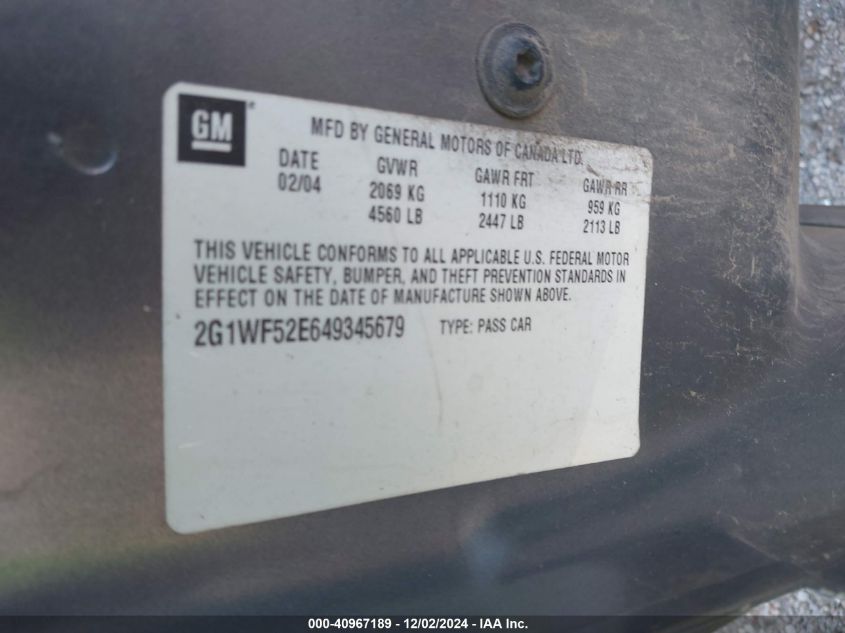 GM
MFD BY GENERAL MOTORS OF CANADA LTD.
DATE GVWR GAWR FRT GAWR RR
02/04 2069 KG 1110 KG 959 KG
4560 LB 2447 LB 2113 LB
THIS VEHICLE CONFORMS TO ALL APPLICABLE U.S. FEDERAL MOTOR
VEHICLE SAFETY, BUMPER, AND THEFT PREVENTION STANDARDS IN
EFFECT ON THE DATE OF MANUFACTURE SHOWN ABOVE.
2G1WF52E649345679 TYPE: PASS CAR
000-40967189 - 12/02/2024 - IAA Inc.